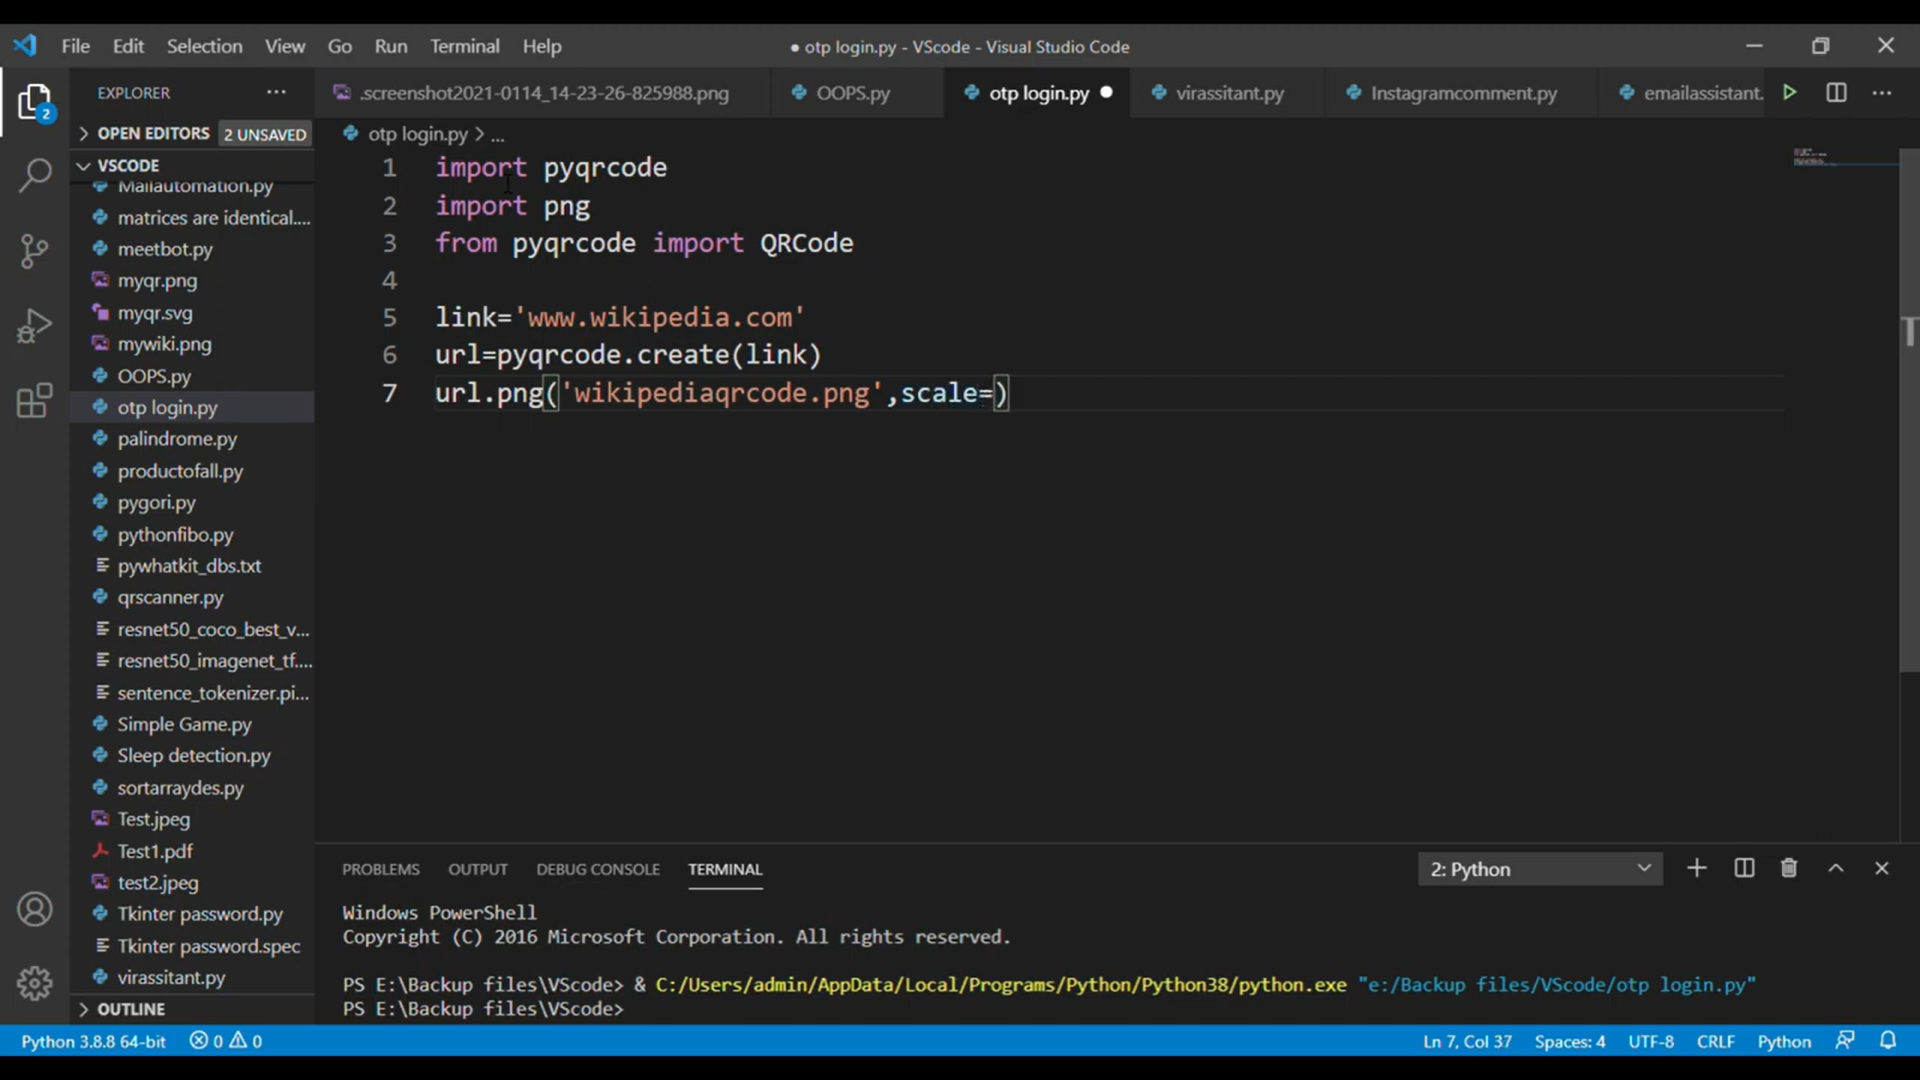 File Edit Selection View Go Run Terminal Help
● otp login.py - VScode - Visual Studio Code
EXPLORER
.screenshot2021-0114_14-23-26-825988.png
OOPS.py
otp login.py
virassitant.py
Instagramcomment.py
emailassistant.
OPEN EDITORS 2 UNSAVED
otp login.py > ...
VSCODE
2
Mailautomation.py
matrices are identical....
meetbot.py
myqr.png
myqr.svg
mywiki.png
OOPS.py
otp login.py
palindrome.py
productofall.py
pygori.py
pythonfibo.py
pywhatkit_dbs.txt
qrscanner.py
resnet50_coco_best_v...
resnet50_imagenet_tf....
sentence_tokenizer.pi...
Simple Game.py
Sleep detection.py
sortarraydes.py
Test.jpeg
Test1.pdf
test2.jpeg
Tkinter password.py
Tkinter password.spec
virassitant.py
OUTLINE
1 import pyqrcode
2 import png
3 from pyqrcode import QRCode
4
5 link='www.wikipedia.com'
6 url=pyqrcode.create(link)
7 url.png('wikipediaqrcode.png',scale=)
PROBLEMS OUTPUT DEBUG CONSOLE TERMINAL
2: Python
Windows PowerShell
Copyright (C) 2016 Microsoft Corporation. All rights reserved.
PS E:\Backup files\VScode> & C:/Users/admin/AppData/Local/Programs/Python/Python38/python.exe "e:/Backup files/VScode/otp login.py"
PS E:\Backup files\VScode>
Python 3.8.8 64-bit 0 0
Ln 7, Col 37 Spaces: 4 UTF-8 CRLF Python